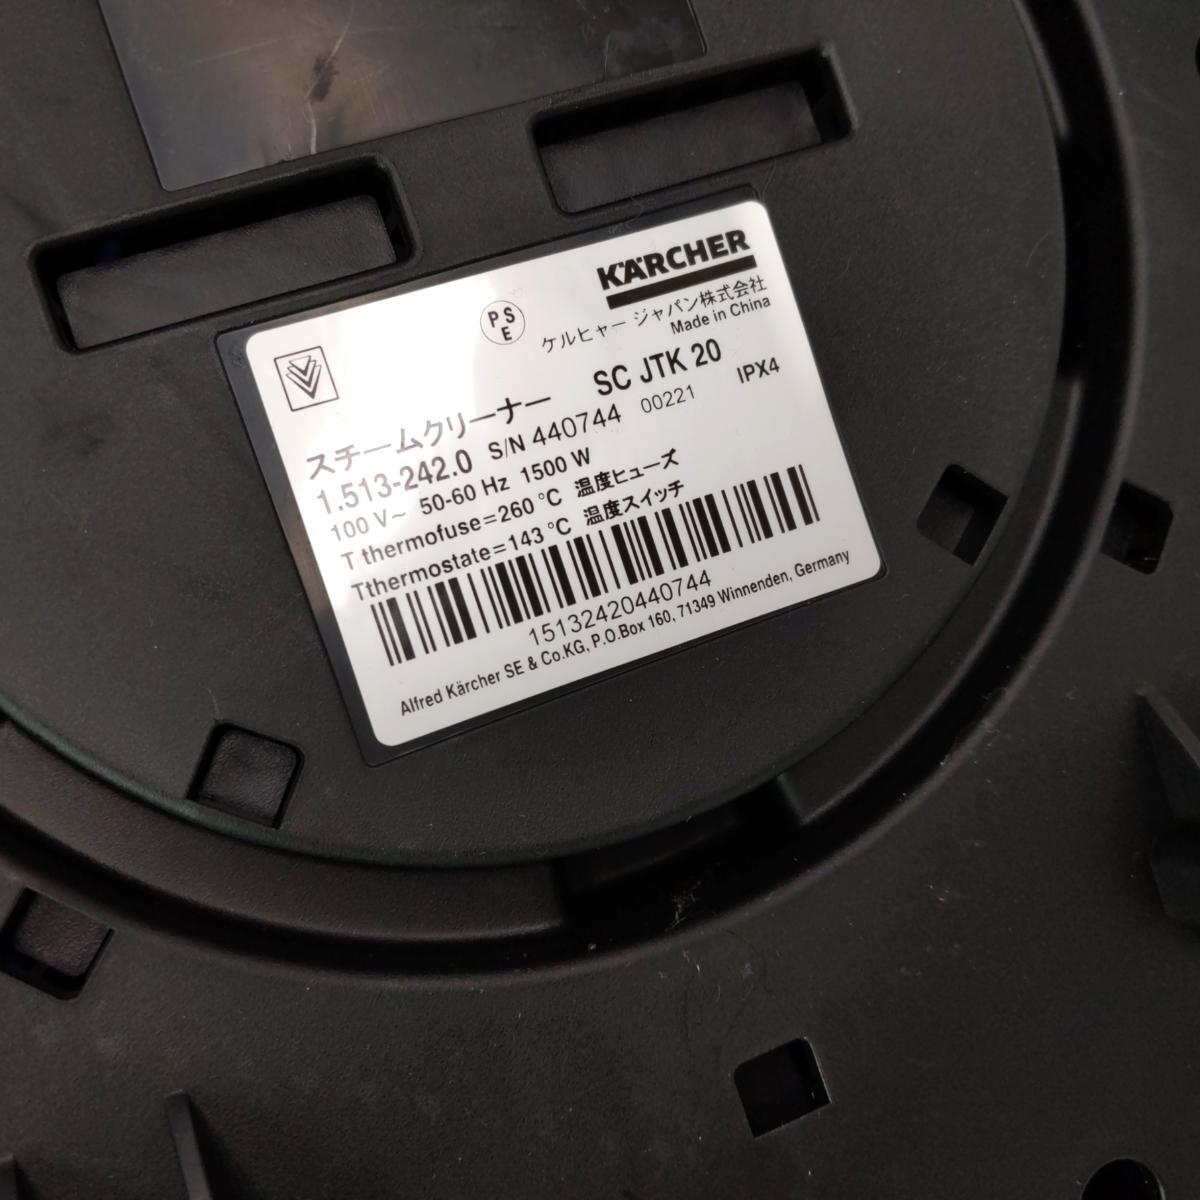 KÄRCHER
PSE
ケルヒャー ジャパン株式会社
Made in China
スチームクリーナー SC JTK 20
1.513-242.0 S/N 440744 00221 IPX4
100 V~ 50-60 Hz 1500 W
T thermofuse=260 °C 温度ヒューズ
Tthermostate=143 °C 温度スイッチ
15132420440744
Alfred Kärcher SE & Co.KG, P.O.Box 160, 71349 Winnenden, Germany